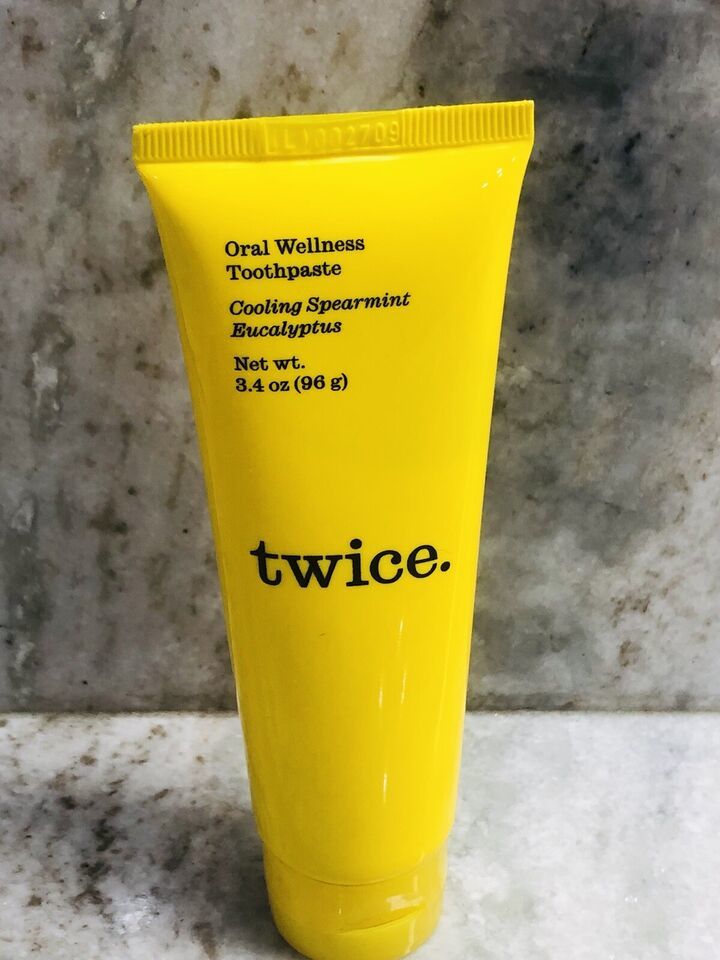 Oral Wellness
Toothpaste
Cooling Spearmint
Eucalyptus
Net wt.
3.4 oz (96 g)
twice.